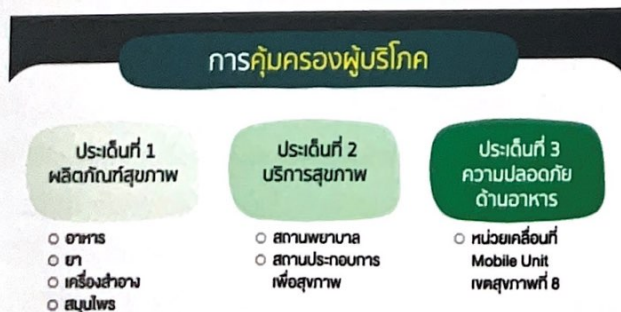 การคุ้มครองผู้บริโภค
ประเด็นที่ 1
ผลิตภัณฑ์สุขภาพ
○ อาหาร
○ ยา
○ เครื่องสำอาง
○ สมุนไพร
ประเด็นที่ 2
บริการสุขภาพ
○ สถานพยาบาล
○ สถานประกอบการ
เพื่อสุขภาพ
ประเด็นที่ 3
ความปลอดภัย
ด้านอาหาร
○ หน่วยเคลื่อนที่
Mobile Unit
เขตสุขภาพที่ 8